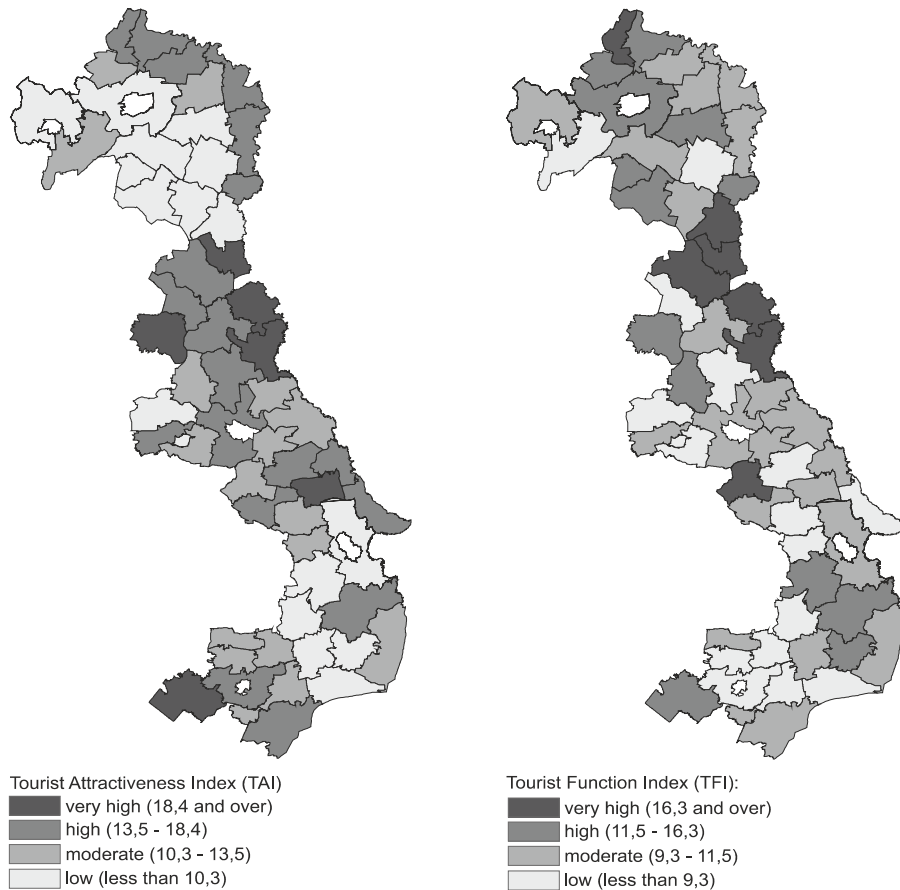 Tourist Attractiveness Index (TAI)
very high (18,4 and over)
high (13,5 - 18,4)
moderate (10,3 - 13,5)
low (less than 10,3)
Tourist Function Index (TFI):
very high (16,3 and over)
high (11,5 - 16,3)
moderate (9,3 - 11,5)
low (less than 9,3)